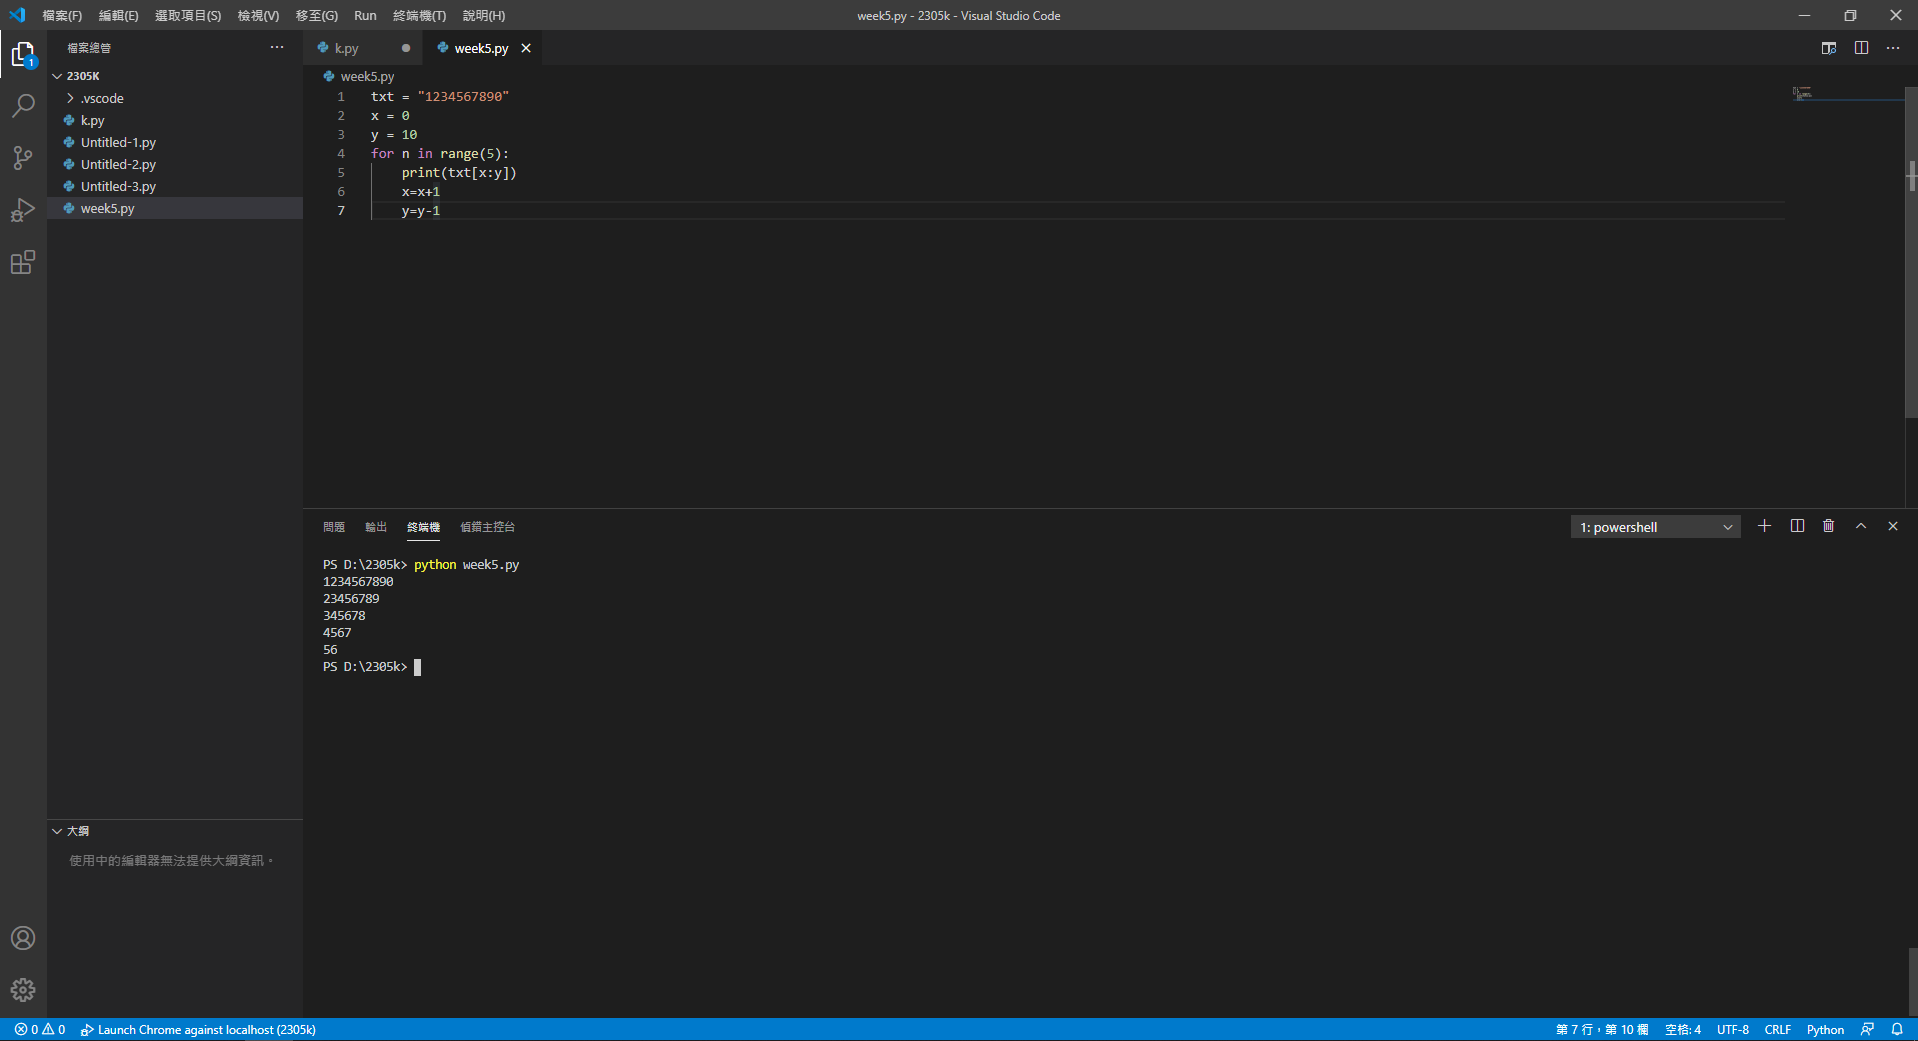 檔案(F) 編輯(E) 選取項目(S) 檢視(V) 移至(G) Run 終端機(T) 說明(H)
week5.py - 2305k - Visual Studio Code
檔案總管
1
2305K
.vscode
k.py
Untitled-1.py
Untitled-2.py
Untitled-3.py
week5.py
大綱
使用中的編輯器無法提供大綱資訊。
k.py
week5.py
week5.py
1 txt = "1234567890"
2 x = 0
3 y = 10
4 for n in range(5):
5 print(txt[x:y])
6 x=x+1
7 y=y-1
問題 輸出 終端機 偵錯主控台
1: powershell
PS D:\2305k> python week5.py
1234567890
23456789
345678
4567
56
PS D:\2305k>
0 0 Launch Chrome against localhost (2305k)
第 7 行，第 10 欄 空格: 4 UTF-8 CRLF Python